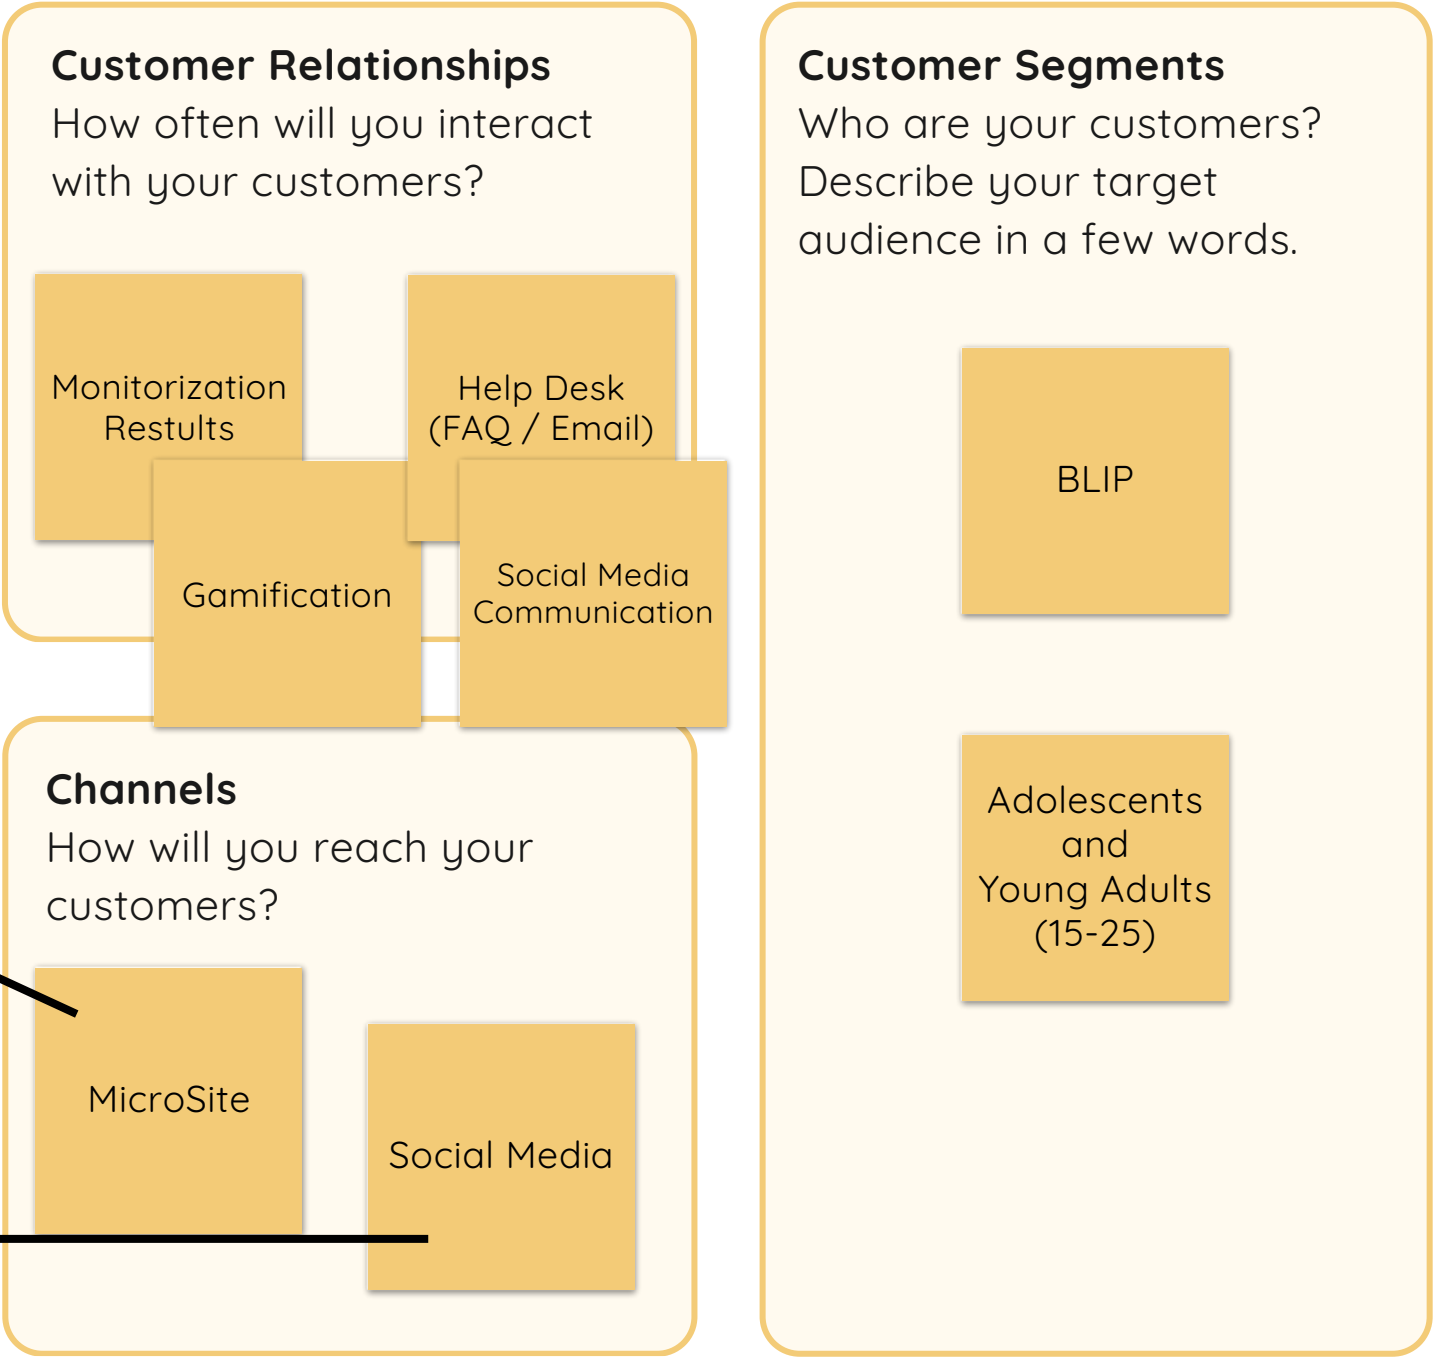 Customer Relationships
How often will you interact
with your customers?
Monitorization
Restults
Help Desk
(FAQ / Email)
Gamification
Social Media
Communication
Channels
How will you reach your
customers?
MicroSite
Social Media
Customer Segments
Who are your customers?
Describe your target
audience in a few words.
BLIP
Adolescents
and
Young Adults
(15-25)